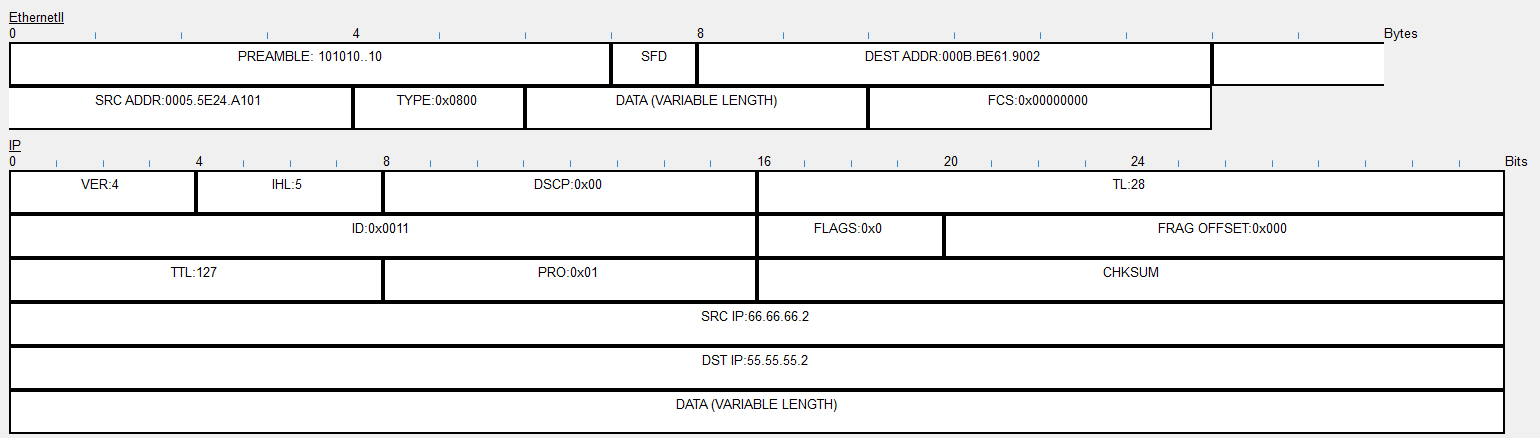 EthernetII
0 4 8 Bytes
PREAMBLE: 101010..10 SFD DEST ADDR:000B.BE61.9002
SRC ADDR:0005.5E24.A101 TYPE:0x0800 DATA (VARIABLE LENGTH) FCS:0x00000000
IP
0 4 8 16 20 24 Bits
VER:4 IHL:5 DSCP:0x00 TL:28
ID:0x0011 FLAGS:0x0 FRAG OFFSET:0x000
TTL:127 PRO:0x01 CHKSUM
SRC IP:66.66.66.2
DST IP:55.55.55.2
DATA (VARIABLE LENGTH)